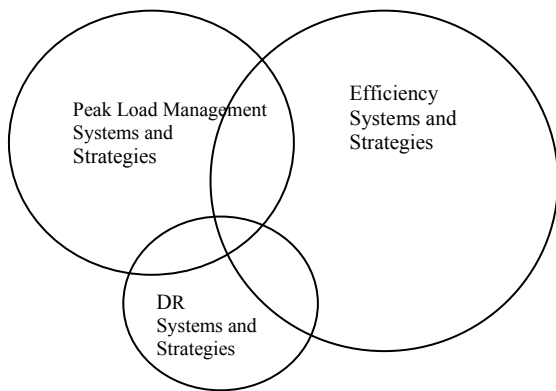 Peak Load Management
Systems and
Strategies
Efficiency
Systems and
Strategies
DR
Systems and
Strategies